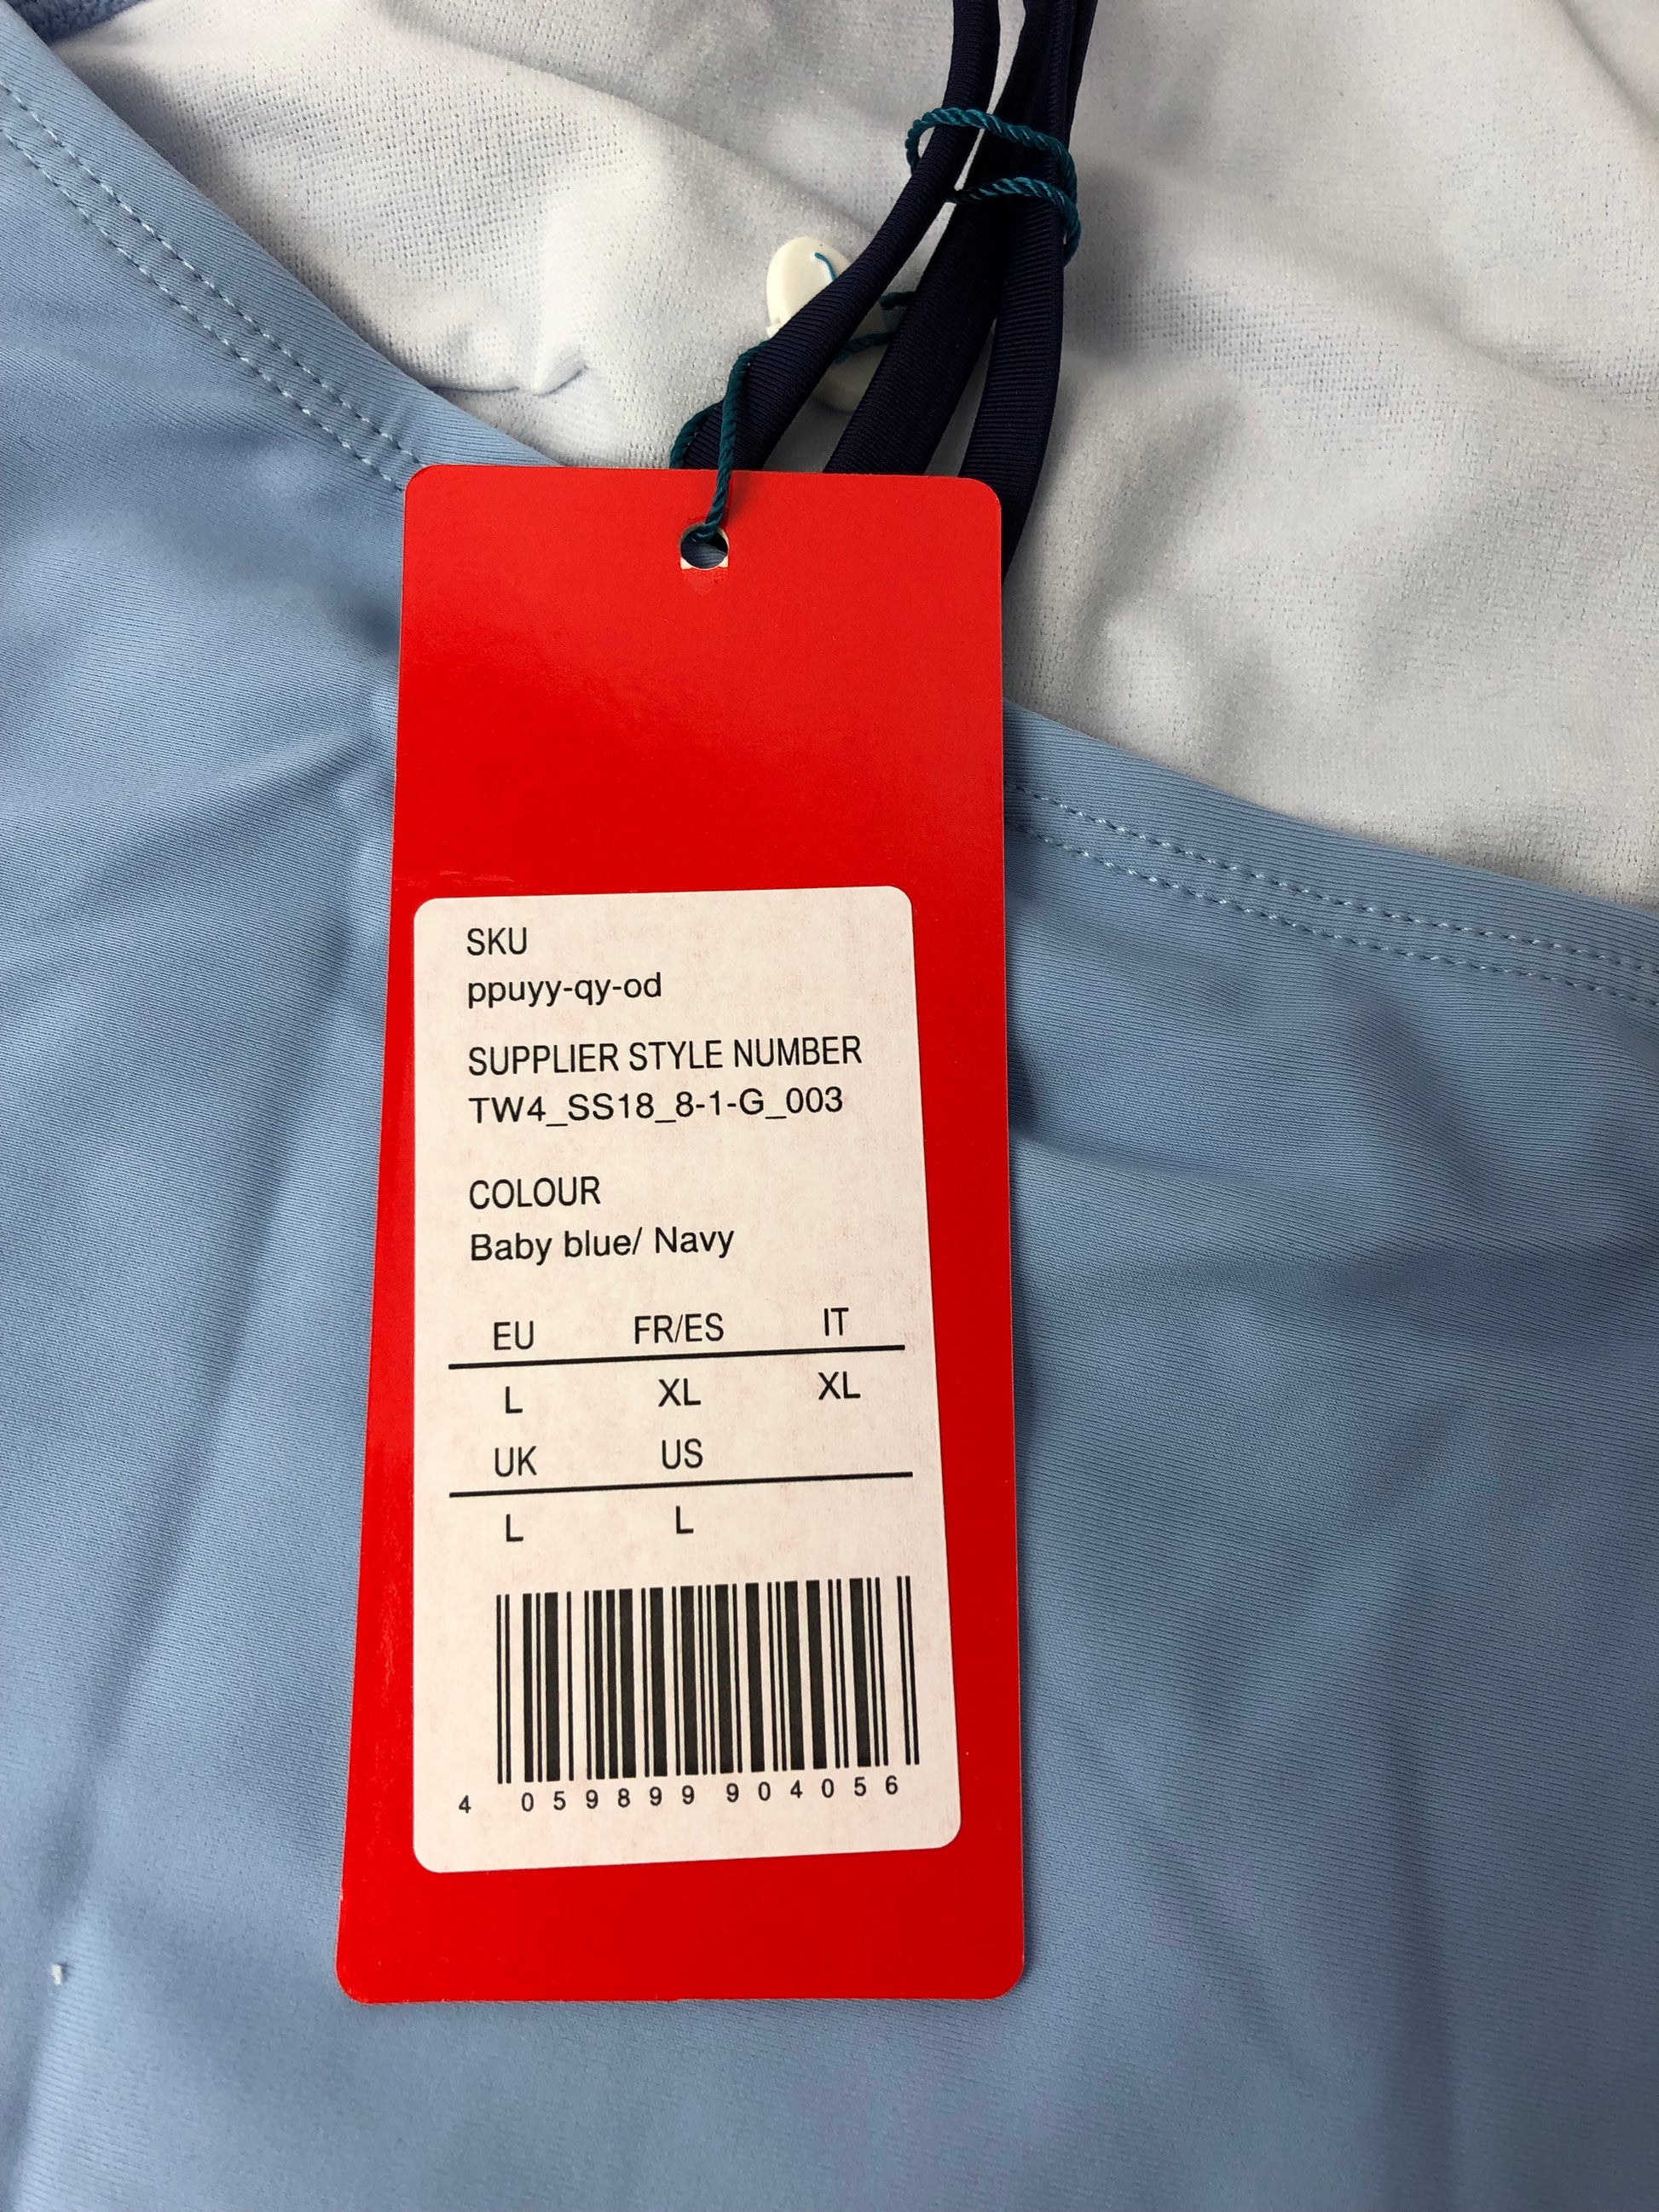 SKU
ppuyy-qy-od
SUPPLIER STYLE NUMBER
TW4_SS18_8-1-G_003
COLOUR
Baby blue/ Navy
EU FR/ES IT
L XL XL
UK US
L L
4 059899 904056